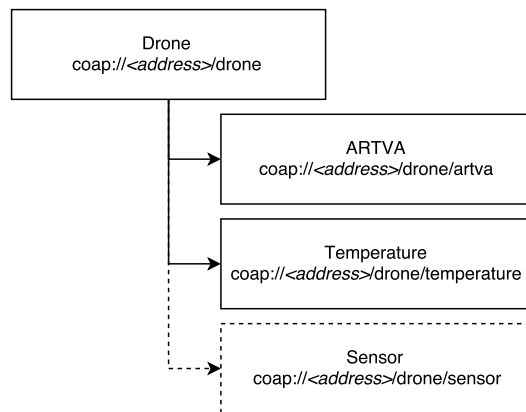 Drone
coap://<address>/drone
ARTVA
coap://<address>/drone/artva
Temperature
coap://<address>/drone/temperature
Sensor
coap://<address>/drone/sensor